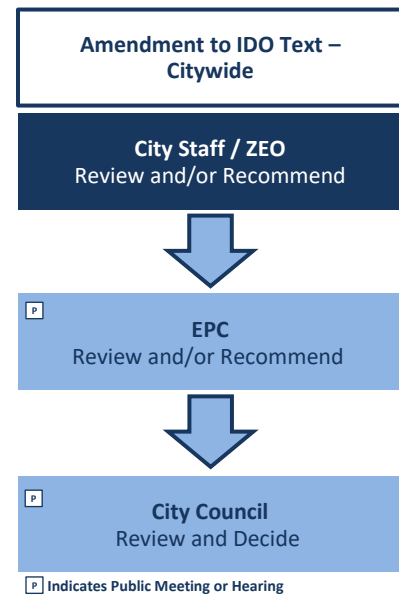 Amendment to IDO Text –
Citywide
City Staff / ZEO
Review and/or Recommend
P
EPC
Review and/or Recommend
P
City Council
Review and Decide
P Indicates Public Meeting or Hearing